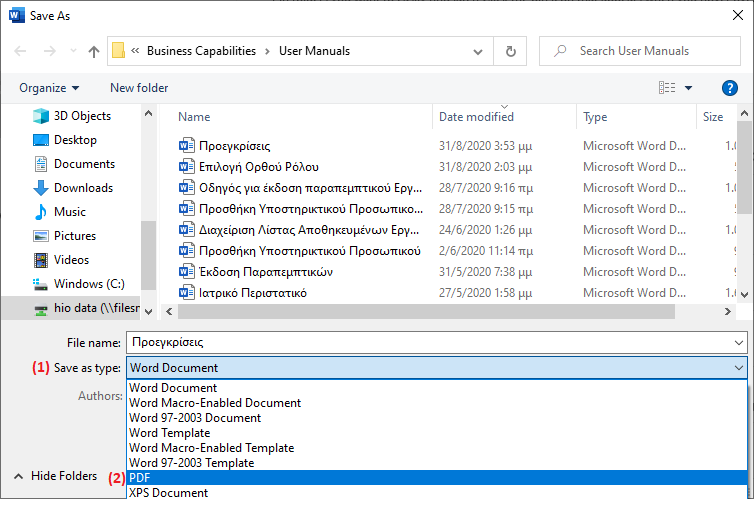 Save As
« Business Capabilities > User Manuals
Search User Manuals
Organize
New folder
3D Objects
Desktop
Documents
Downloads
Music
Pictures
Videos
Windows (C:)
hio data (\\filesr
Name Date modified Type Size
Προεγκρίσεις 31/8/2020 3:53 μμ Microsoft Word D... 1.0
Επιλογή Ορθού Ρόλου 31/8/2020 2:03 μμ Microsoft Word D...
Οδηγός για έκδοση παραπεμπτικού Εργ... 28/7/2020 9:16 πμ Microsoft Word D... 1.0
Προσθήκη Υποστηρικτικού Προσωπικο... 28/7/2020 9:15 πμ Microsoft Word D...
Διαχείριση Λίστας Αποθηκευμένων Εργ... 24/6/2020 1:26 μμ Microsoft Word D... 1.0
Προσθήκη Υποστηρικτικού Προσωπικού 2/6/2020 11:14 πμ Microsoft Word D...
Έκδοση Παραπεμπτικών 31/5/2020 7:38 μμ Microsoft Word D...
Ιατρικό Περιστατικό 27/5/2020 1:58 μμ Microsoft Word D...
File name: Προεγκρίσεις
(1) Save as type: Word Document
Authors:
Word Document
Word Macro-Enabled Document
Word 97-2003 Document
Word Template
Word Macro-Enabled Template
Word 97-2003 Template
Hide Folders
(2) PDF
XPS Document